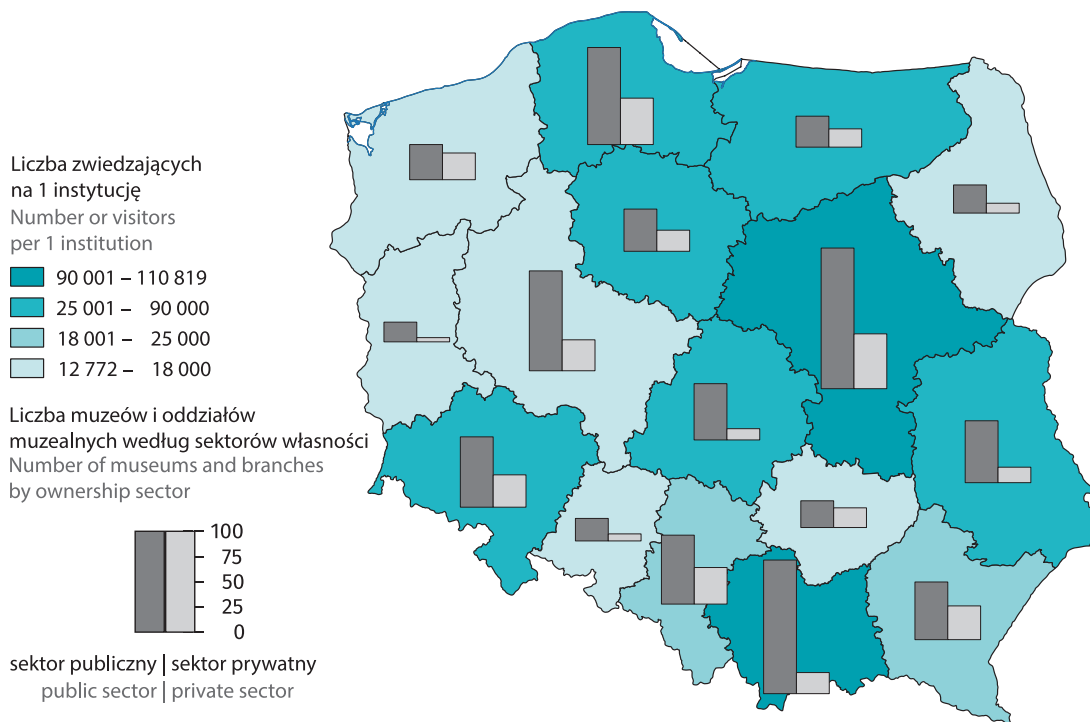 Liczba zwiedzających
na 1 instytucję
Number or visitors
per 1 institution
90 001 – 110 819
25 001 – 90 000
18 001 – 25 000
12 772 – 18 000
Liczba muzeów i oddziałów
muzealnych według sektorów własności
Number of museums and branches
by ownership sector
100
75
50
25
0
sektor publiczny | sektor prywatny
public sector | private sector